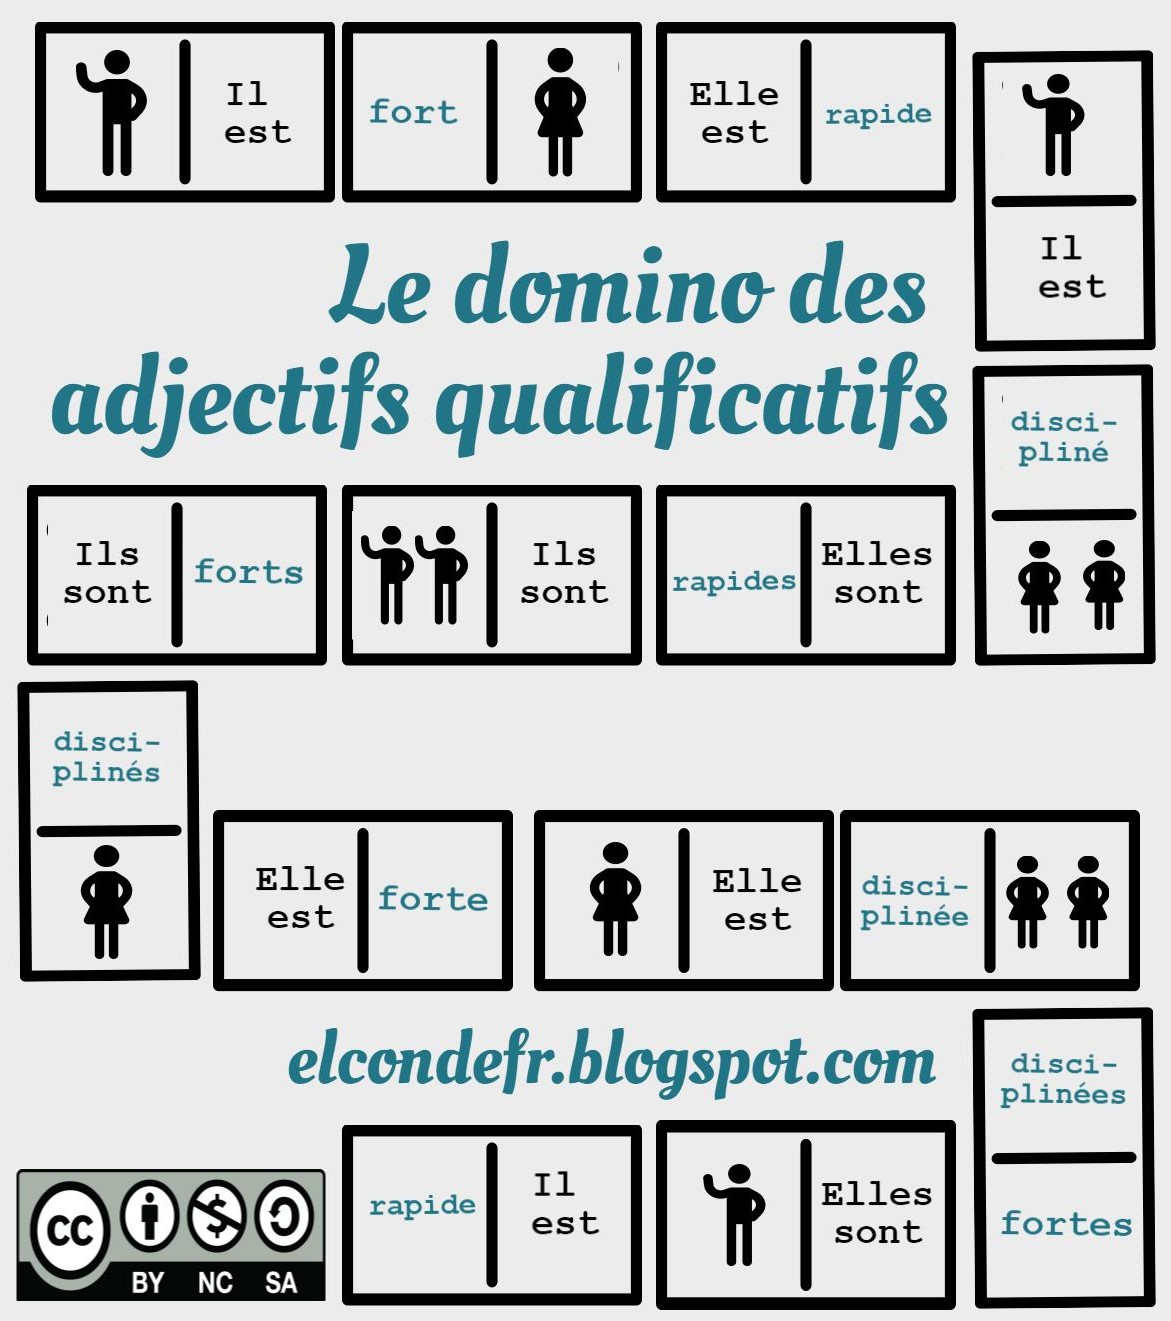 Il
est
fort
Elle
est
rapide
Il
est
Le domino des
adjectifs qualificatifs
disci-
pliné
Ils
sont
forts
Ils
sont
rapides
Elles
sont
disci-
plinés
Elle
est
forte
Elle
est
disci-
plinée
elcondefr.blogspot.com
disci-
plinées
fortes
rapide
Il
est
Elles
sont
CC
BY NC SA